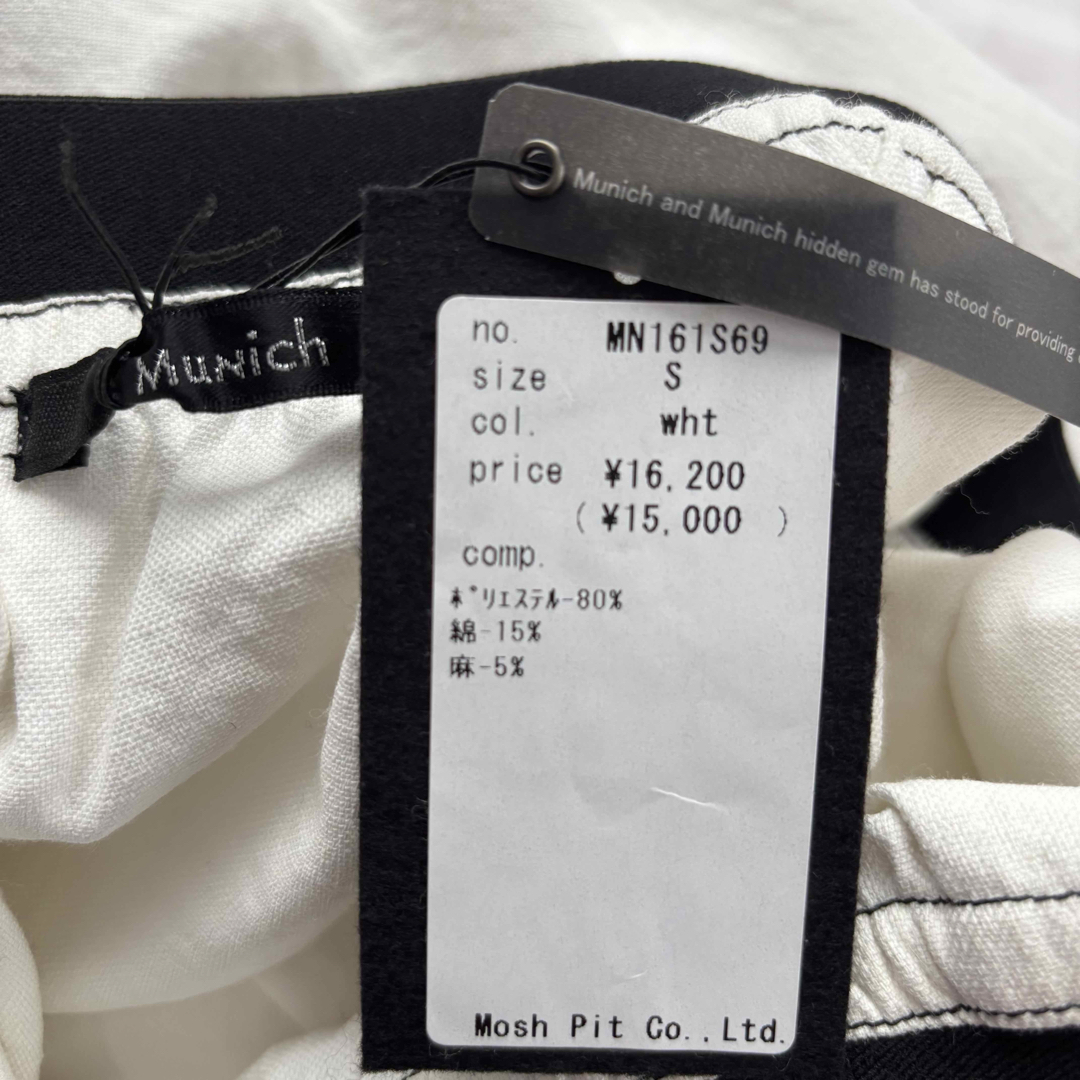 Munich and Munich hidden gem has stood for providing
Munich
no. MN161S69
size S
col. wht
price ¥16,200
(¥15,000 )
comp.
ﾎﾟﾘｴｽﾃﾙ-80%
綿-15%
麻-5%
Mosh Pit Co.,Ltd.